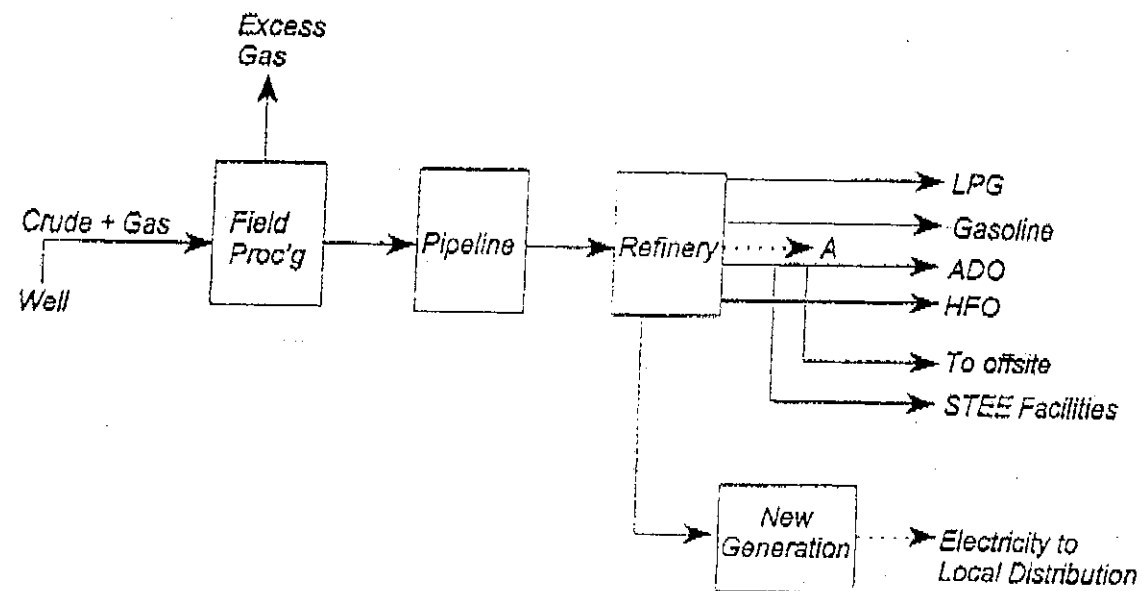 Excess
Gas
Crude + Gas
Well
Field
Proc'g
Pipeline
Refinery
LPG
Gasoline
A
ADO
HFO
To offsite
STEE Facilities
New
Generation
Electricity to
Local Distribution